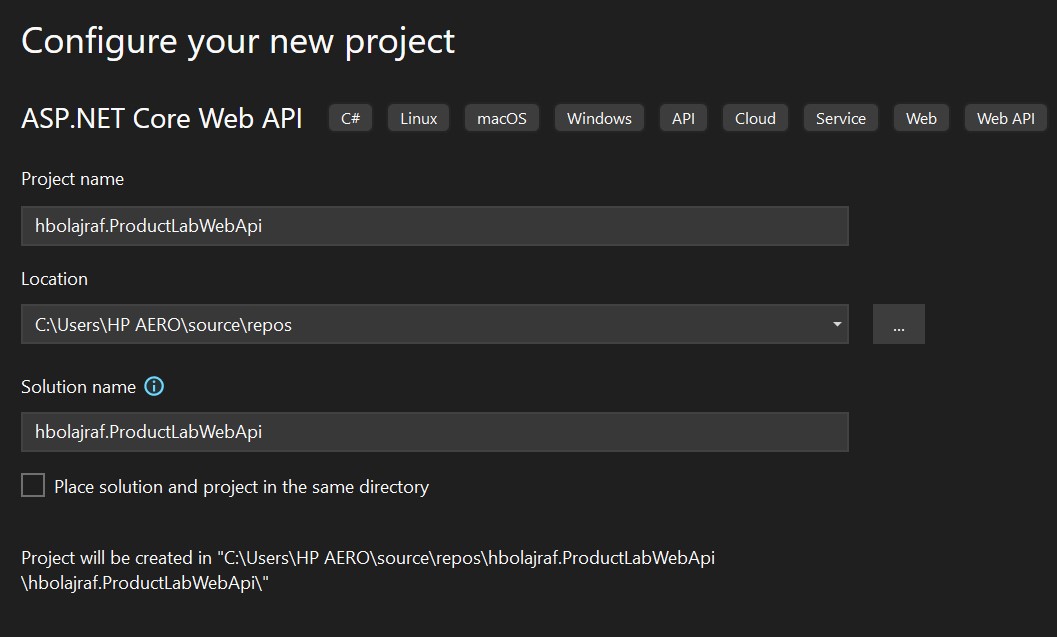 Configure your new project
ASP.NET Core Web API C# Linux macOS Windows API Cloud Service Web Web API
Project name
hbolajraf.ProductLabWebApi
Location
C:\Users\HP AERO\source\repos
...
Solution name
hbolajraf.ProductLabWebApi
Place solution and project in the same directory
Project will be created in "C:\Users\HP AERO\source\repos\hbolajraf.ProductLabWebApi
\hbolajraf.ProductLabWebApi\"